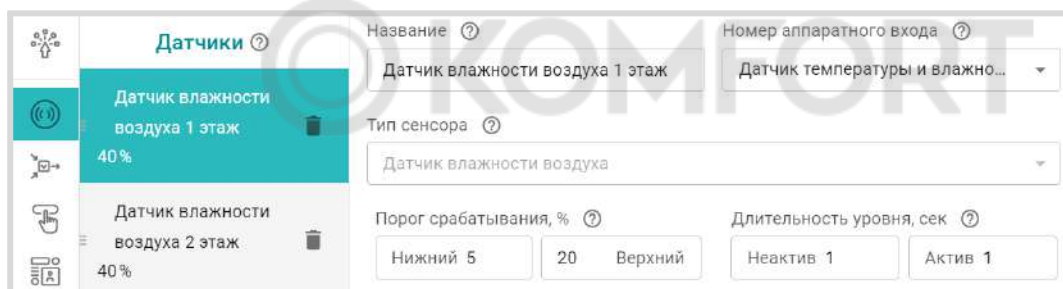 KOMFORT
Датчики
Датчик влажности
воздуха 1 этаж
40 %
Датчик влажности
воздуха 2 этаж
40 %
Название
Номер аппаратного входа
Датчик влажности воздуха 1 этаж
Датчик температуры и влажно...
Тип сенсора
Датчик влажности воздуха
Порог срабатывания, %
Длительность уровня, сек
Нижний 5
20 Верхний
Неактив 1
Актив 1